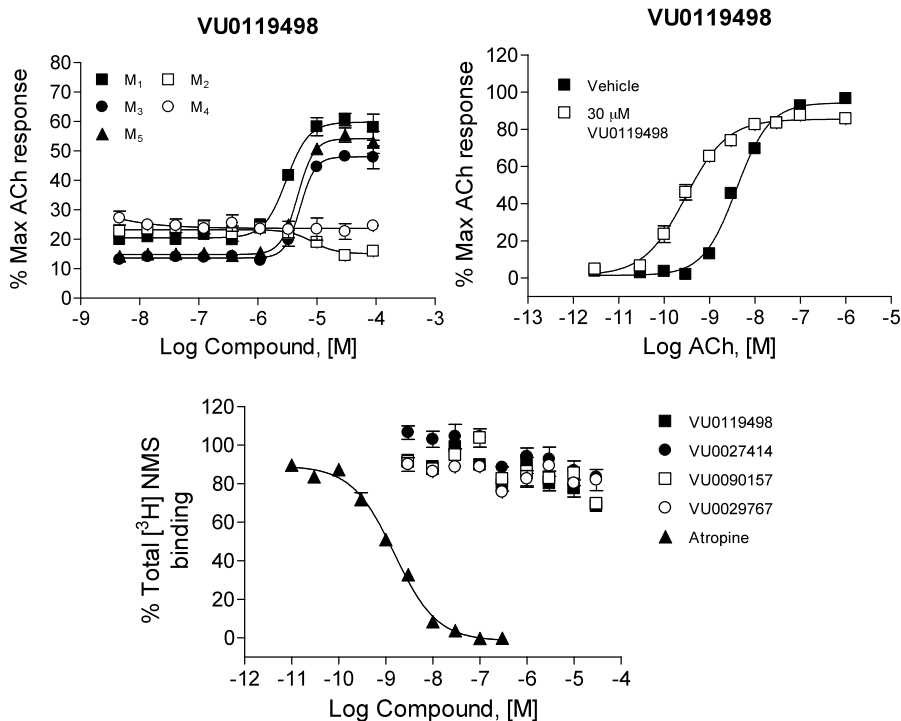 VU0119498
% Max ACh response
80
70
60
50
40
30
20
10
0
M1 M2
M3 M4
M5
-9 -8 -7 -6 -5 -4 -3
Log Compound, [M]
VU0119498
% Max ACh response
120
100
80
60
40
20
0
Vehicle
30 μM
VU0119498
-13 -12 -11 -10 -9 -8 -7 -6 -5
Log ACh, [M]
% Total [³H] NMS
binding
120
100
80
60
40
20
0
-12 -11 -10 -9 -8 -7 -6 -5 -4
Log Compound, [M]
VU0119498
VU0027414
VU0090157
VU0029767
Atropine